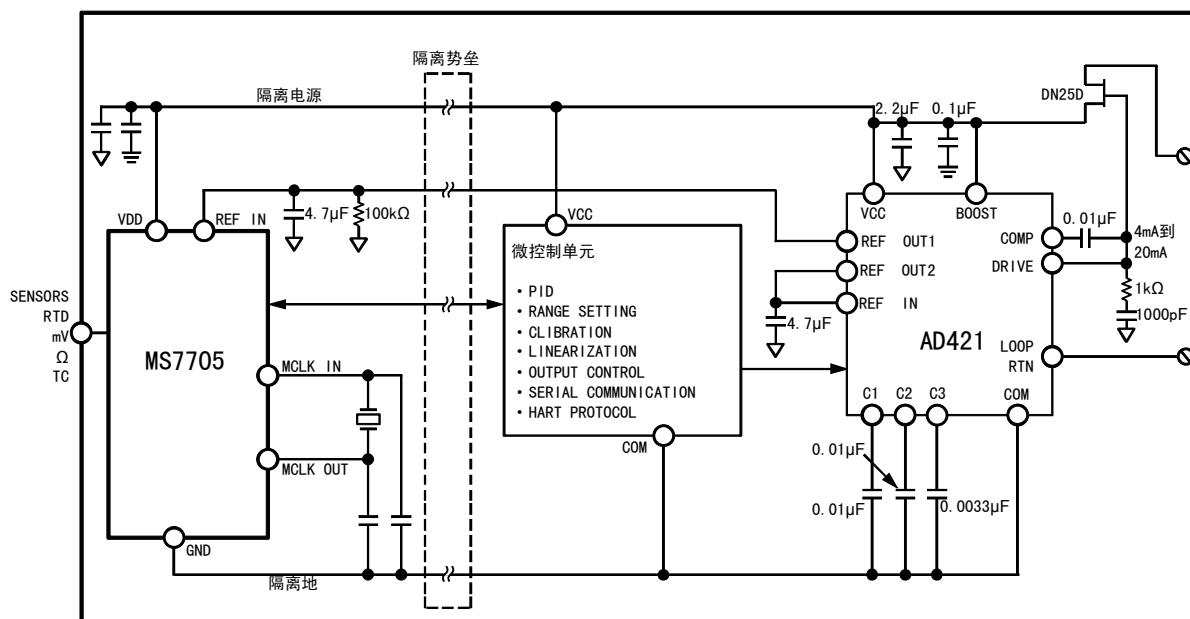 隔离势垒
隔离电源
DN25D
2.2μF
0.1μF
4.7μF
100kΩ
VDD
REF IN
VCC
VCC
BOOST
0.01μF
COMP
4mA到
20mA
DRIVE
1kΩ
1000pF
REF OUT1
REF OUT2
REF IN
4.7μF
AD421
LOOP
RTN
微控制单元
• PID
• RANGE SETTING
• CLIBRATION
• LINEARIZATION
• OUTPUT CONTROL
• SERIAL COMMUNICATION
• HART PROTOCOL
SENSORS
RTD
mV
Ω
TC
MS7705
MCLK IN
MCLK OUT
C1
C2
C3
COM
COM
0.01μF
0.01μF
0.0033μF
GND
隔离地